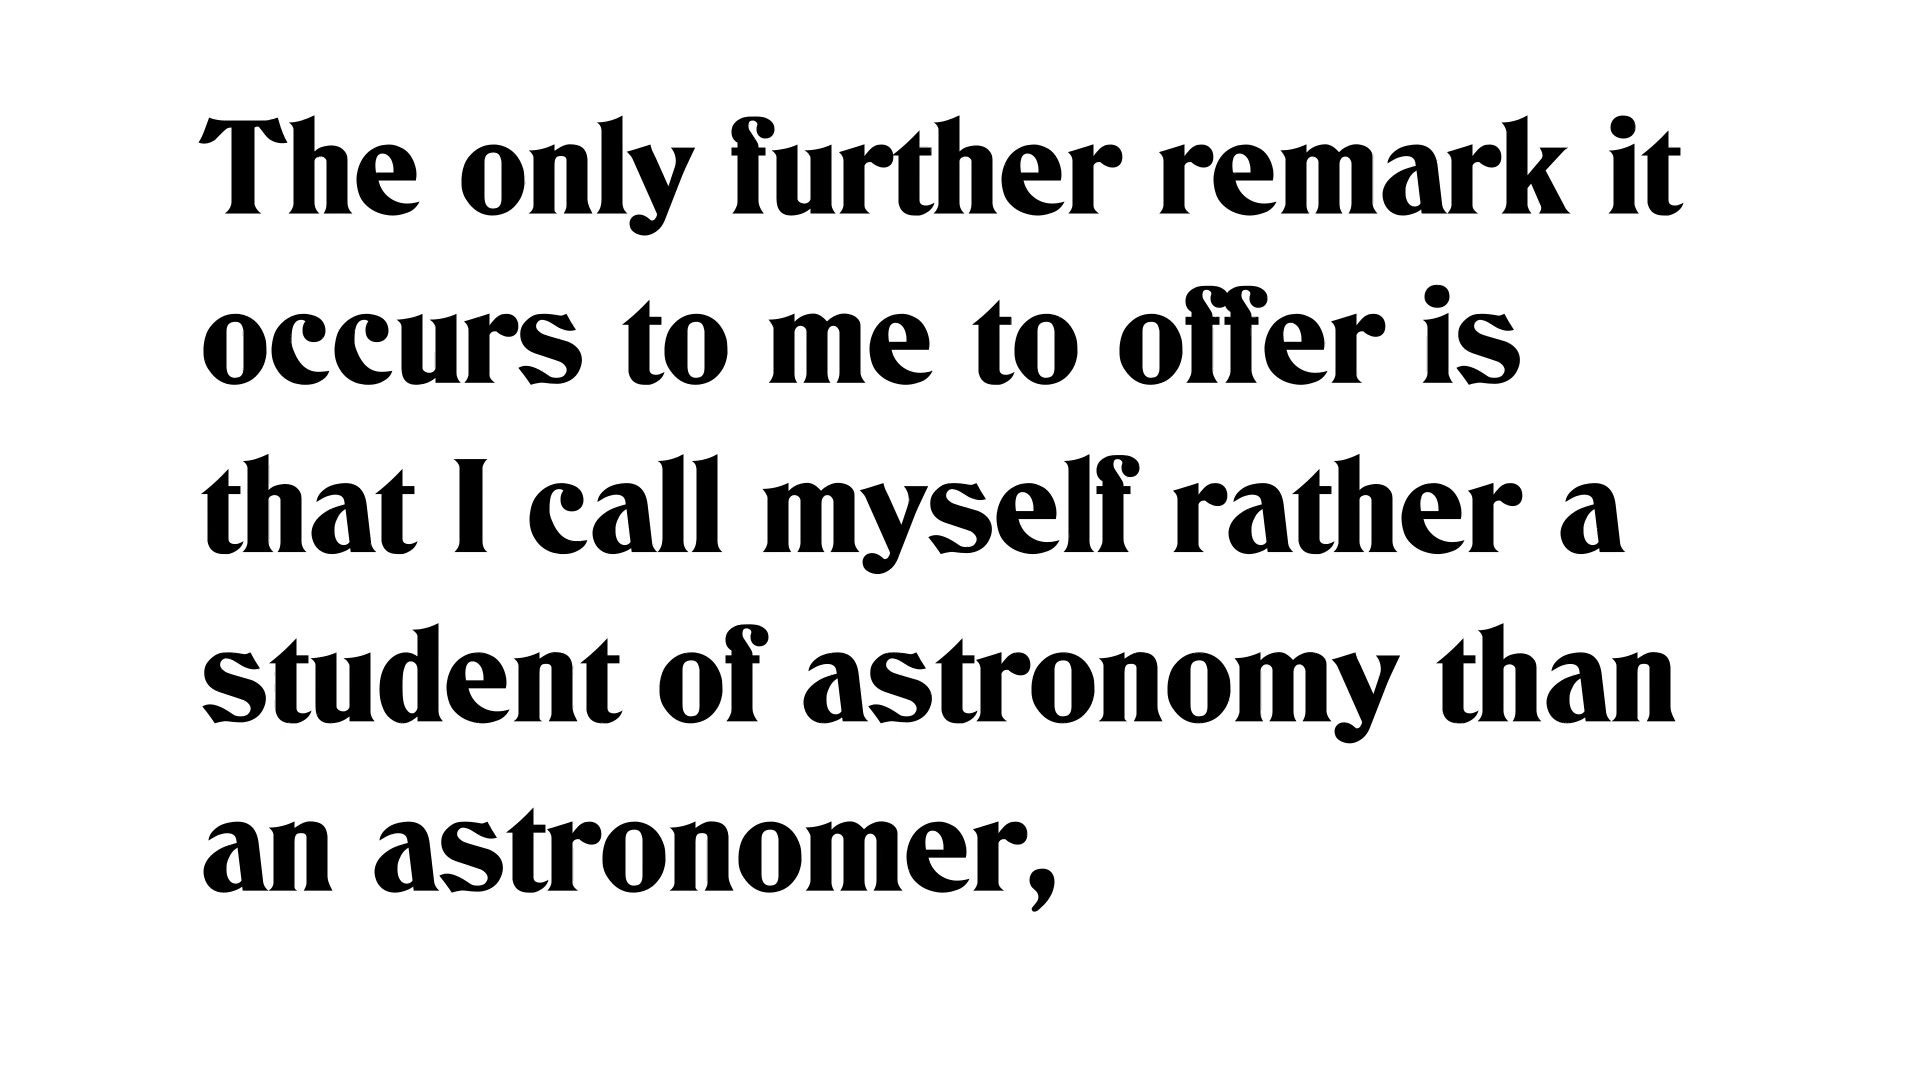 The only further remark it
occurs to me to offer is
that I call myself rather a
student of astronomy than
an astronomer,